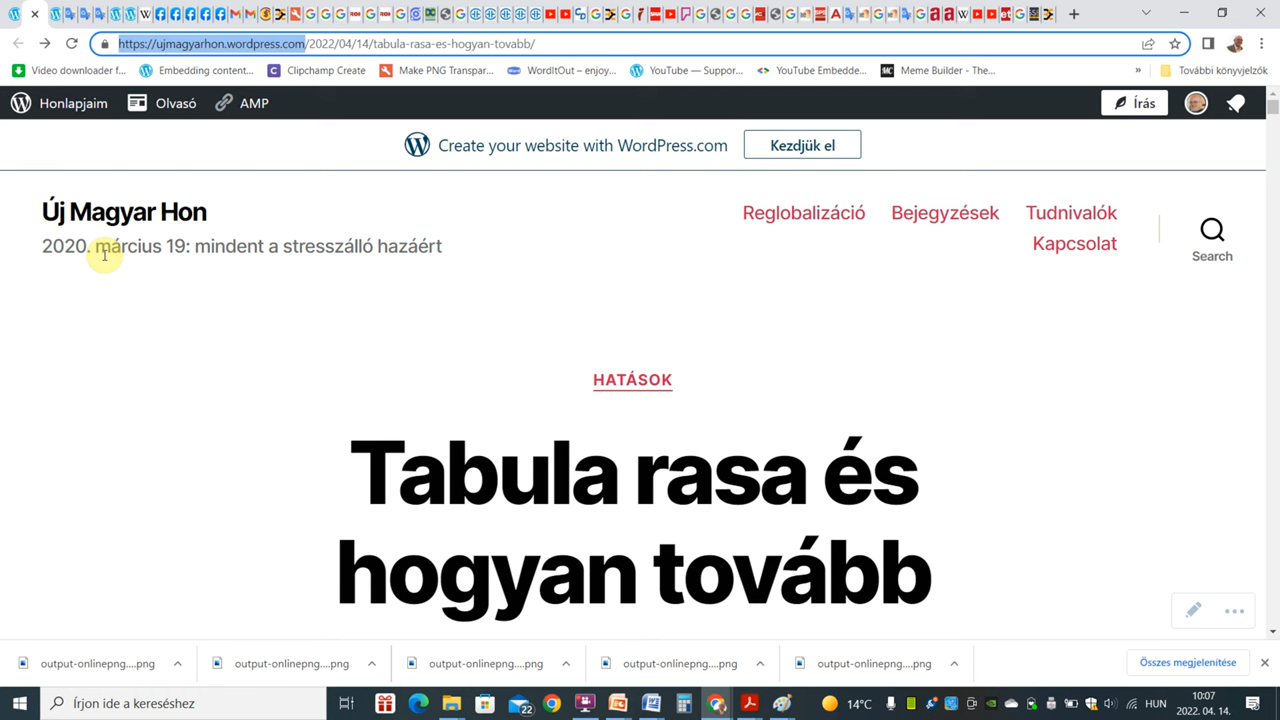 https://ujmagyarhon.wordpress.com/2022/04/14/tabula-rasa-es-hogyan-tovabb/
Video downloader f...
Embedding content...
Clipchamp Create
Make PNG Transpar...
WordItOut – enjoy...
YouTube — Suppor...
YouTube Embedde...
Meme Builder - The...
»
További könyvjelzők
Honlapjaim
Olvasó
AMP
Írás
Create your website with WordPress.com
Kezdjük el
Új Magyar Hon
2020. március 19: mindent a stresszálló hazáért
Reglobalizáció
Bejegyzések
Tudnivalók
Kapcsolat
Search
HATÁSOK
Tabula rasa és
hogyan tovább
output-onlinepng....png
output-onlinepng....png
output-onlinepng....png
output-onlinepng....png
output-onlinepng....png
Összes megjelenítése
Írjon ide a kereséshez
22
14°C
HUN
10:07
2022. 04. 14.